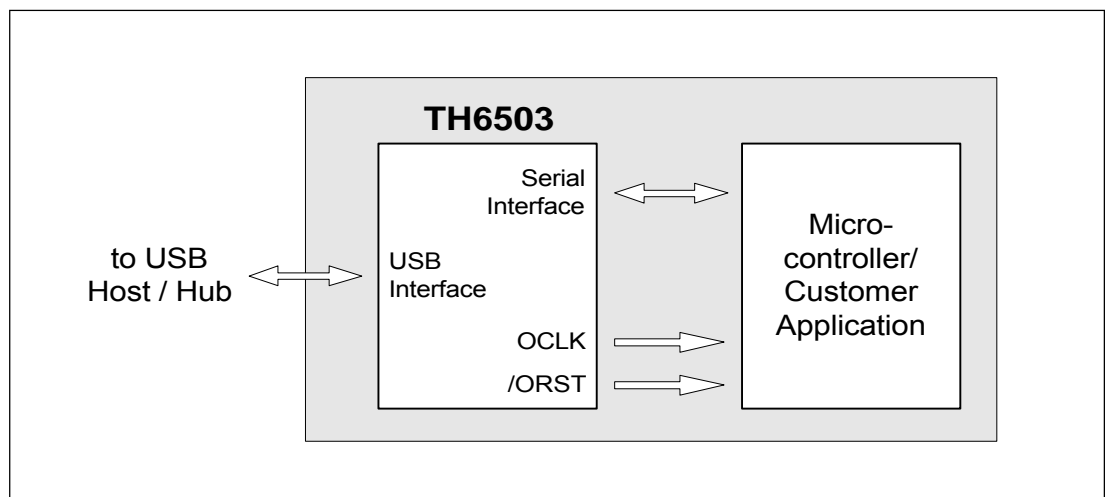 TH6503
Serial
Interface
to USB
Host / Hub
USB
Interface
OCLK
/ORST
Micro-
controller/
Customer
Application